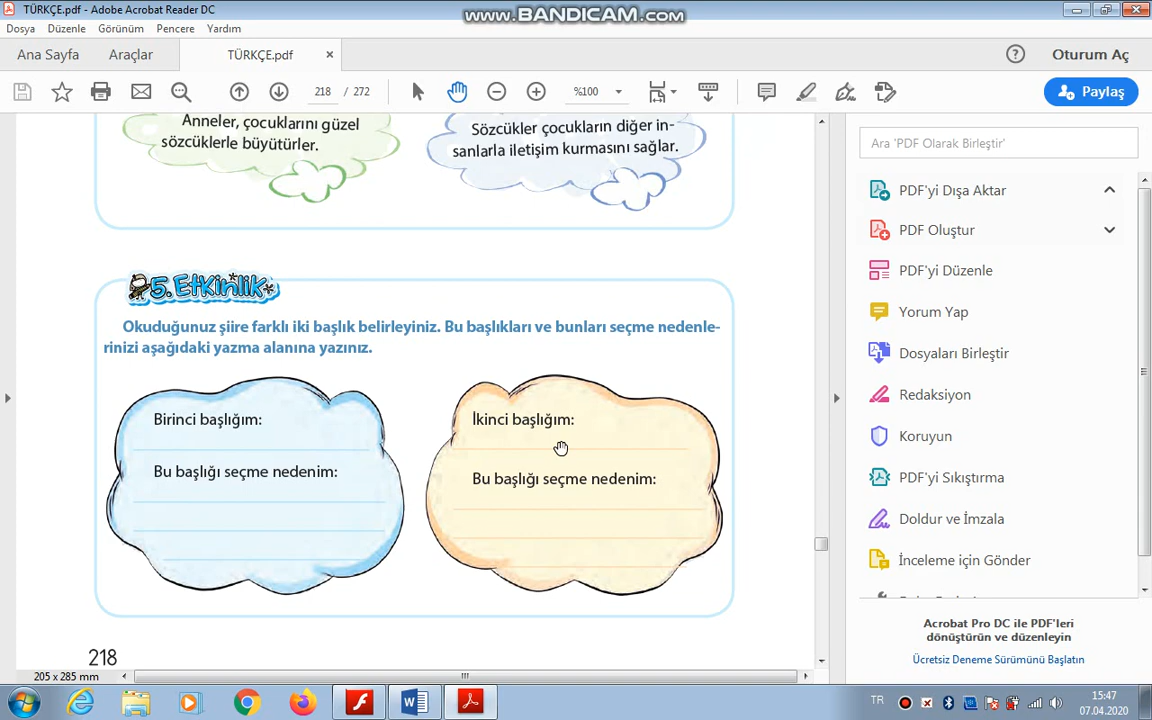 TÜRKÇE.pdf - Adobe Acrobat Reader DC
www.BANDICAM.com
Dosya Düzenle Görünüm Pencere Yardım
Ana Sayfa Araçlar TÜRKÇE.pdf × Oturum Aç
218 / 272 %100 Paylaş
Anneler, çocuklarını güzel
sözcüklerle büyütürler.
Sözcükler çocukların diğer in-
sanlarla iletişim kurmasını sağlar.
5. Etkinlik
Okuduğunuz şiire farklı iki başlık belirleyiniz. Bu başlıkları ve bunları seçme nedenle-
rinizi aşağıdaki yazma alanına yazınız.
Birinci başlığım:
Bu başlığı seçme nedenim:
İkinci başlığım:
Bu başlığı seçme nedenim:
218
205 x 285 mm
Ara 'PDF Olarak Birleştir'
PDF'yi Dışa Aktar
PDF Oluştur
PDF'yi Düzenle
Yorum Yap
Dosyaları Birleştir
Redaksiyon
Koruyun
PDF'yi Sıkıştırma
Doldur ve İmzala
İnceleme için Gönder
Acrobat Pro DC ile PDF'leri
dönüştürün ve düzenleyin
Ücretsiz Deneme Sürümünü Başlatın
TR
15:47
07.04.2020